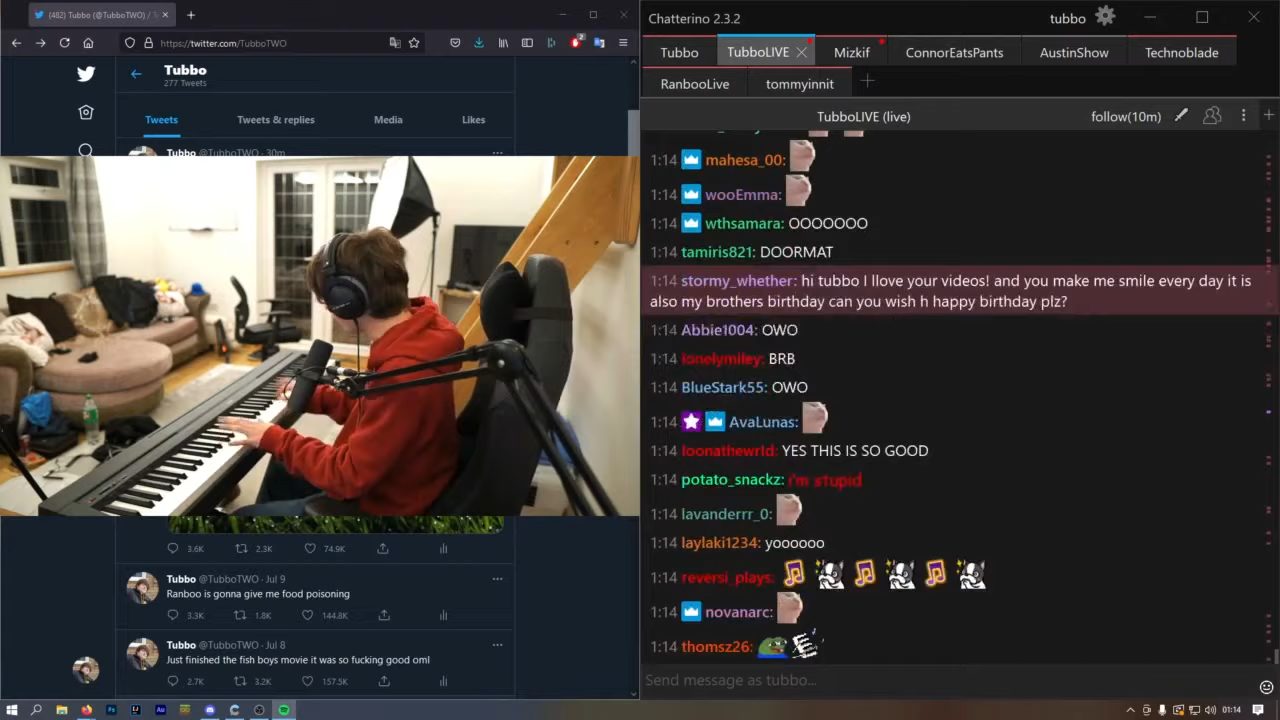 (482) Tubbo (@TubboTWO) / T
https://twitter.com/TubboTWO
2
Tubbo
277 Tweets
Tweets
Tweets & replies
Media
Likes
Tubbo @TubboTWO · 30m
3.6K
2.3K
74.9K
Tubbo @TubboTWO · Jul 9
Ranboo is gonna give me food poisoning
3.3K
1.8K
144.8K
Tubbo @TubboTWO · Jul 8
Just finished the fish boys movie it was so fucking good oml
2.7K
3.2K
157.5K
Chatterino 2.3.2
tubbo
Tubbo
TubboLIVE
Mizkif
ConnorEatsPants
AustinShow
Technoblade
RanbooLive
tommyinnit
TubboLIVE (live)
follow(10m)
1:14 mahesa_00:
1:14 wooEmma:
1:14 wthsamara: OOOOOOO
1:14 tamiris821: DOORMAT
1:14 stormy_whether: hi tubbo I llove your videos! and you make me smile every day it is
also my brothers birthday can you wish h happy birthday plz?
1:14 Abbie1004: OWO
1:14 lonelymiley: BRB
1:14 BlueStark55: OWO
1:14 AvaLunas:
1:14 loonathewrld: YES THIS IS SO GOOD
1:14 potato_snackz: i'm stupid
1:14 lavanderrr_0:
1:14 laylaki1234: yoooooo
1:14 reversi_plays:
1:14 novanarc:
1:14 thomsz26:
Send message as tubbo...
Ps
Au
01:14